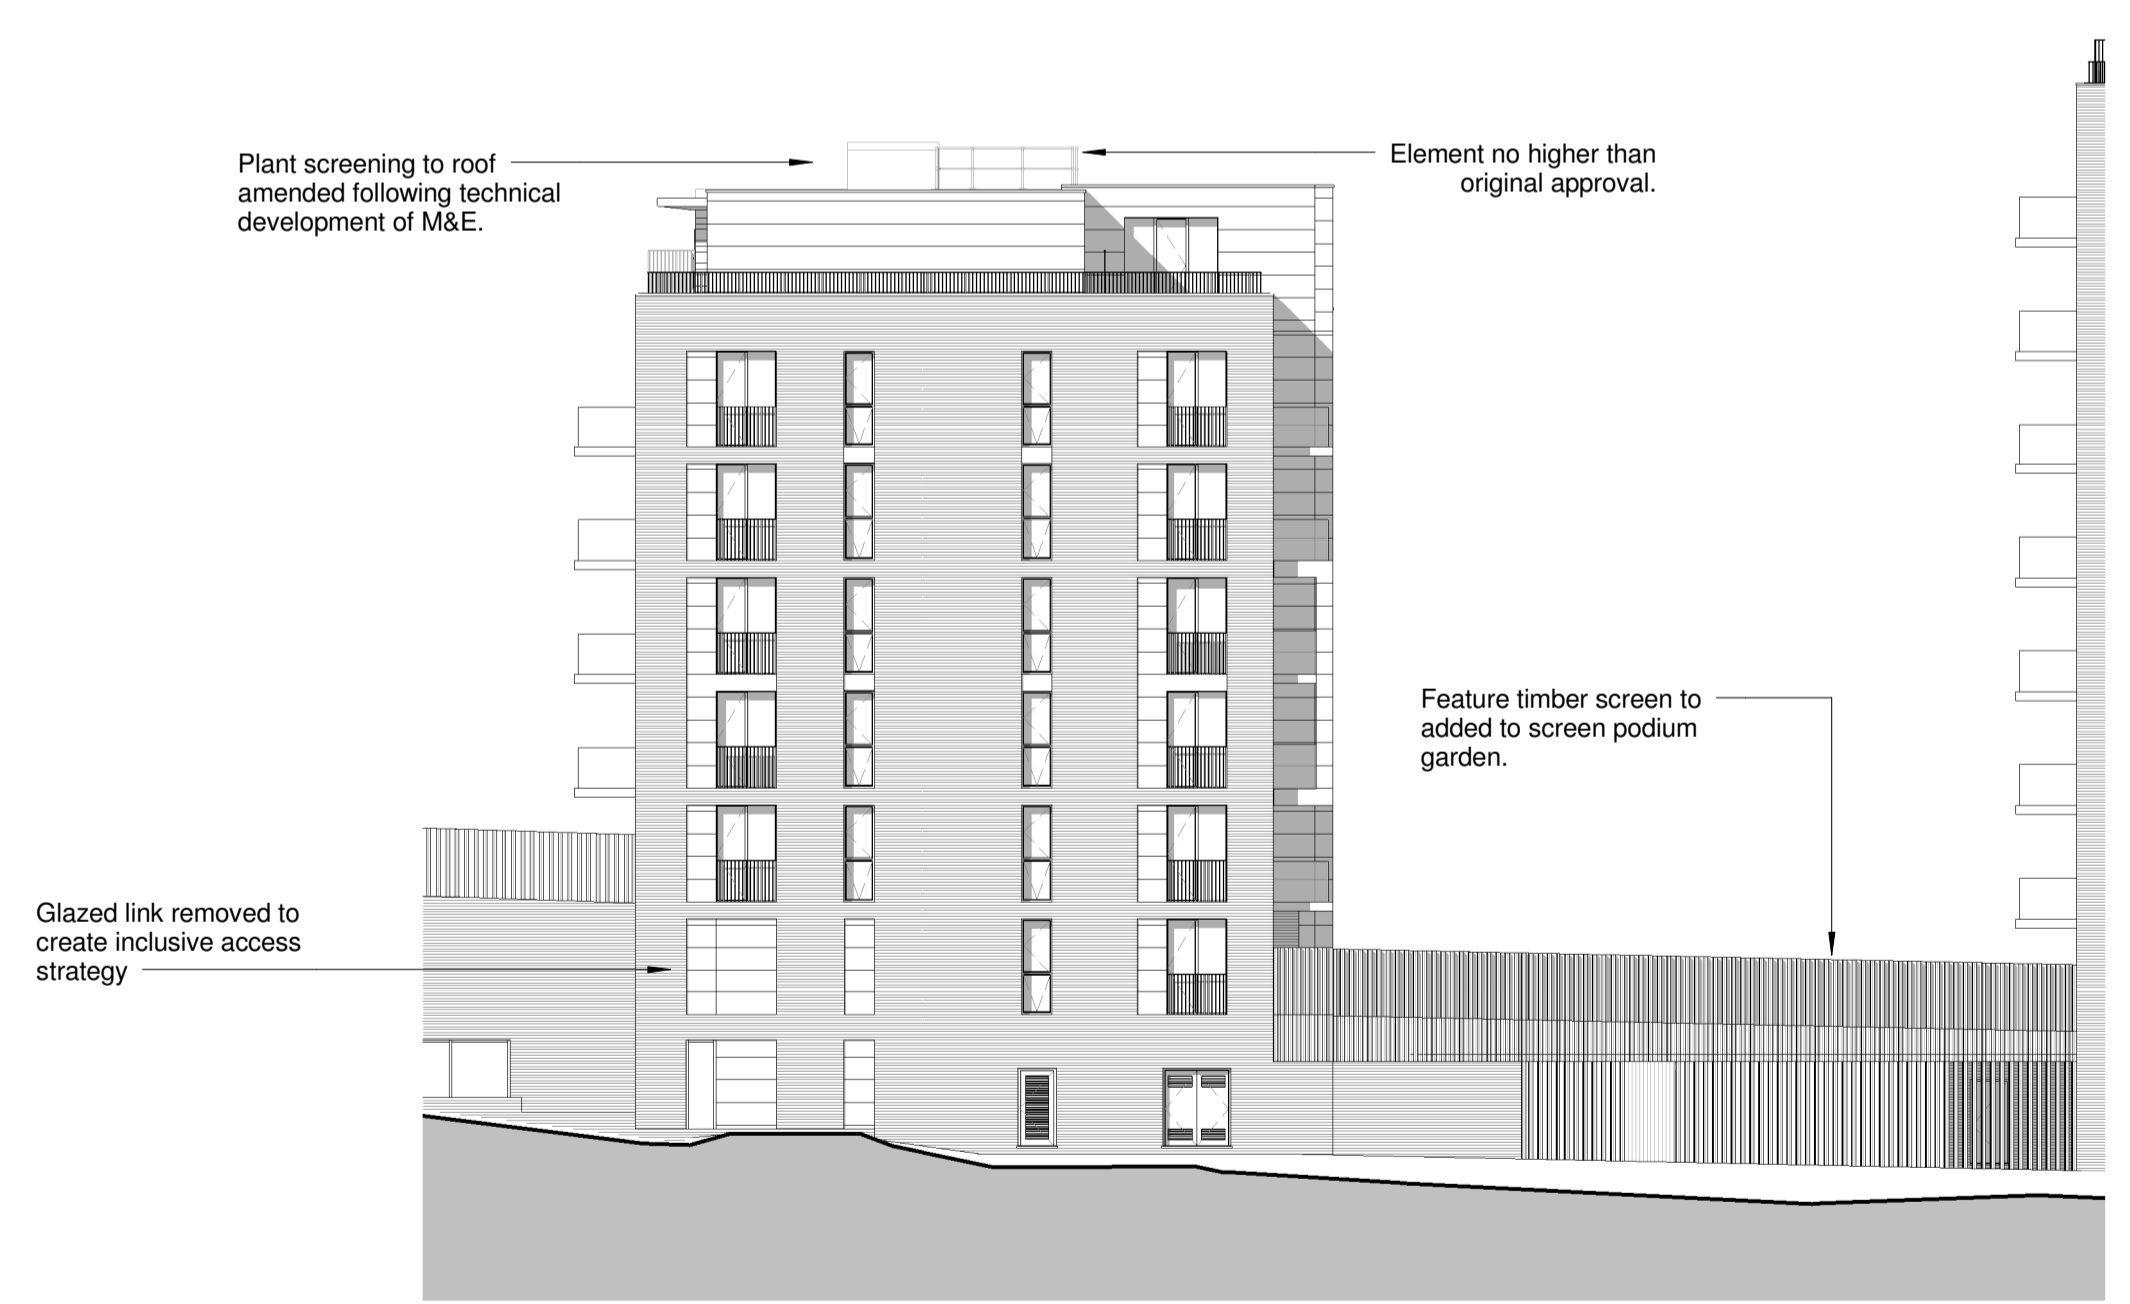 Plant screening to roof
amended following technical
development of M&E.
Element no higher than
original approval.
Feature timber screen to
added to screen podium
garden.
Glazed link removed to
create inclusive access
strategy